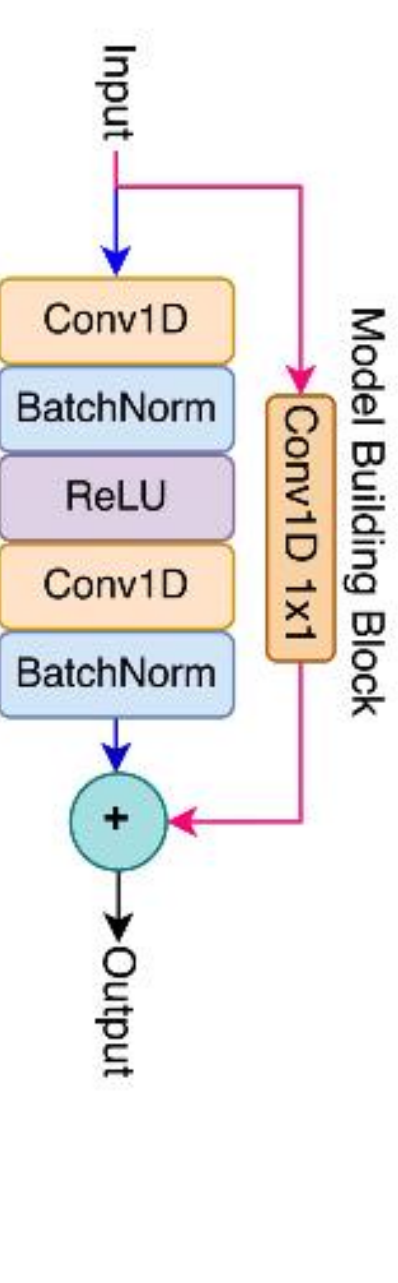 Model Building Block
Input
Conv1D
BatchNorm
ReLU
Conv1D
BatchNorm
Conv1D 1x1
+
Output